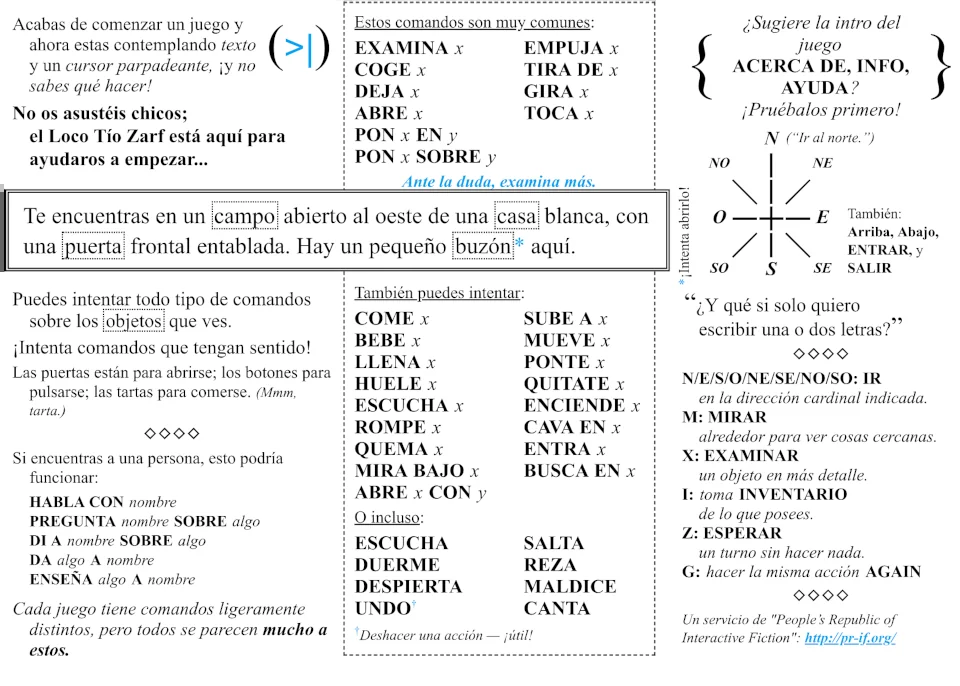 Acabas de comenzar un juego y
ahora estas contemplando texto
y un cursor parpadeante, ¡y no
sabes qué hacer!
(>|)
No os asustéis chicos;
el Loco Tío Zarf está aquí para
ayudaros a empezar...
Te encuentras en un campo abierto al oeste de una casa blanca, con
una puerta frontal entablada. Hay un pequeño buzón* aquí.
Puedes intentar todo tipo de comandos
sobre los objetos que ves.
¡Intenta comandos que tengan sentido!
Las puertas están para abrirse; los botones para
pulsarse; las tartas para comerse. (Mmm,
tarta.)
◇◇◇◇
Si encuentras a una persona, esto podría
funcionar:
HABLA CON nombre
PREGUNTA nombre SOBRE algo
DI A nombre SOBRE algo
DA algo A nombre
ENSEÑA algo A nombre
Cada juego tiene comandos ligeramente
distintos, pero todos se parecen mucho a
estos.
Estos comandos son muy comunes:
EXAMINA x
COGE x
DEJA x
ABRE x
PON x EN y
PON x SOBRE y
EMPUJA x
TIRA DE x
GIRA x
TOCA x
Ante la duda, examina más.
También puedes intentar:
COME x
BEBE x
LLENA x
HUELE x
ESCUCHA x
ROMPE x
QUEMA x
MIRA BAJO x
ABRE x CON y
SUBE A x
MUEVE x
PONTE x
QUITATE x
ENCIENDE x
CAVA EN x
ENTRA x
BUSCA EN x
O incluso:
ESCUCHA
DUERME
DESPIERTA
UNDO†
SALTA
REZA
MALDICE
CANTA
†Deshacer una acción — ¡útil!
{ ¿Sugiere la intro del
juego
ACERCA DE, INFO,
AYUDA?
¡Pruébalos primero! }
N (“Ir al norte.”)
NO
NE
O
E
SO
S
SE
También:
Arriba, Abajo,
ENTRAR, y
SALIR
*¡Intenta abrirlo!
“¿Y qué si solo quiero
escribir una o dos letras?”
◇◇◇◇
N/E/S/O/NE/SE/NO/SO: IR
en la dirección cardinal indicada.
M: MIRAR
alrededor para ver cosas cercanas.
X: EXAMINAR
un objeto en más detalle.
I: toma INVENTARIO
de lo que posees.
Z: ESPERAR
un turno sin hacer nada.
G: hacer la misma acción AGAIN
◇◇◇◇
Un servicio de "People’s Republic of
Interactive Fiction": http://pr-if.org/